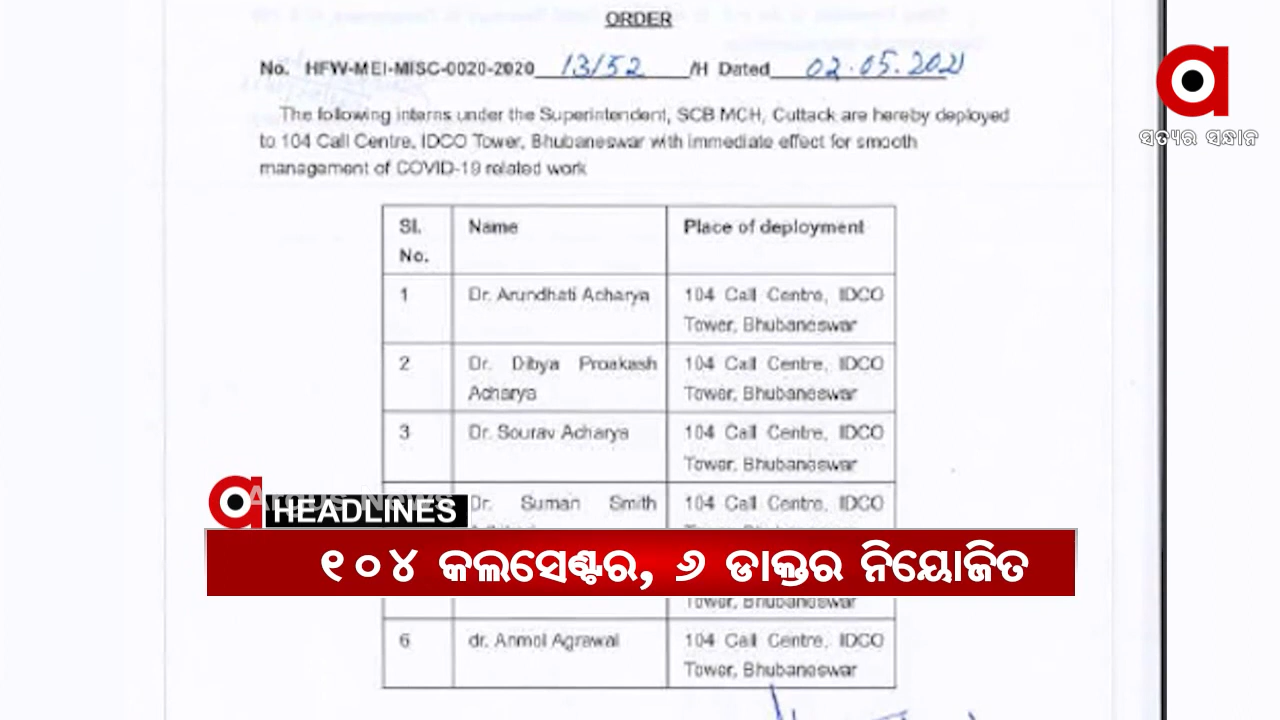 ORDER
No. HFW-MEI-MISC-0020-2020 13152 /H Dated 02.05.2021
The following interns under the Superintendent, SCB MCH, Cuttack are hereby deployed
to 104 Call Centre, IDCO Tower, Bhubaneswar with immediate effect for smooth
management of COVID-19 related work
ସତ୍ୟର ସନ୍ଧାନ
Sl. No. Name Place of deployment
1 Dr. Arundhati Acharya 104 Call Centre, IDCO
Tower, Bhubaneswar
2 Dr. Dibya Proakash 104 Call Centre, IDCO
Acharya Tower, Bhubaneswar
3 Dr. Sourav Acharya 104 Call Centre, IDCO
Tower, Bhubaneswar
Dr. Suman Smith 104 Call Centre, IDCO
Argus News
HEADLINES
୧୦୪ କଲସେଣ୍ଟର, ୬ ଡାକ୍ତର ନିୟୋଜିତ
Tower, Bhubaneswar
6 dr. Anmol Agrawal 104 Call Centre, IDCO
Tower, Bhubaneswar